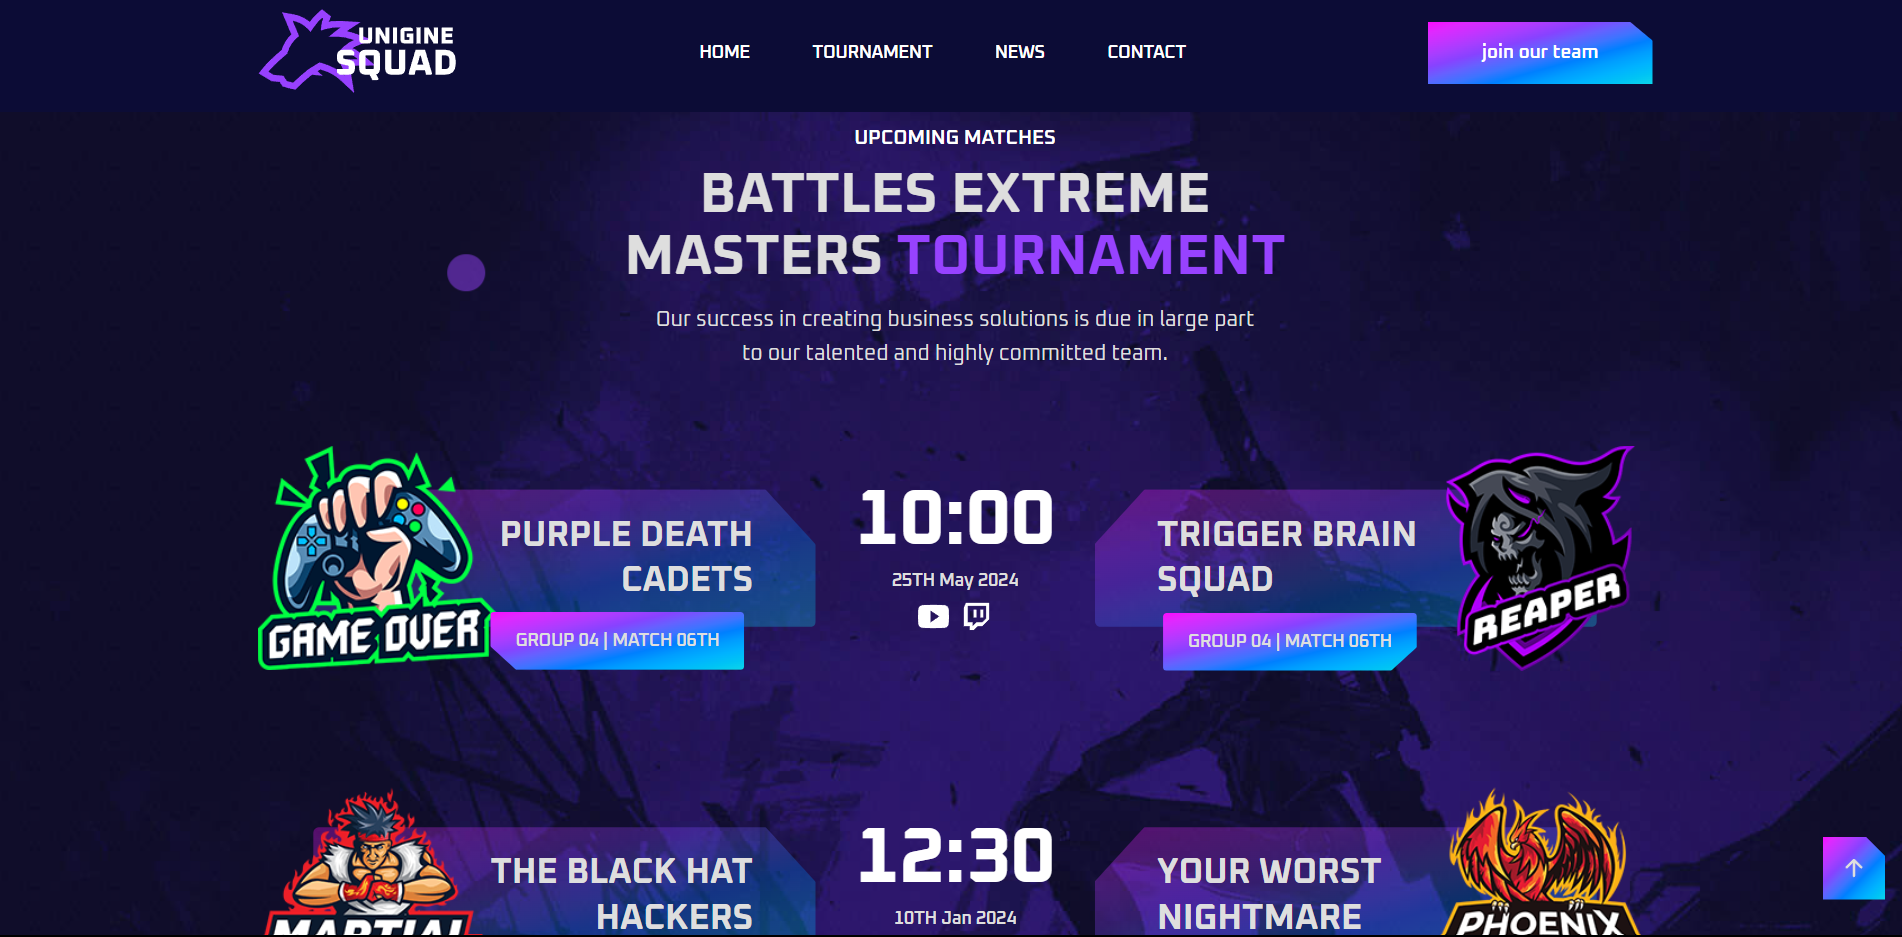 UNIGINE
SQUAD
HOME
TOURNAMENT
NEWS
CONTACT
join our team
UPCOMING MATCHES
BATTLES EXTREME
MASTERS TOURNAMENT
Our success in creating business solutions is due in large part
to our talented and highly committed team.
GAME OVER
PURPLE DEATH
CADETS
GROUP 04 | MATCH 06TH
10:00
25TH May 2024
TRIGGER BRAIN
SQUAD
GROUP 04 | MATCH 06TH
REAPER
MARTIAL
THE BLACK HAT
HACKERS
12:30
10TH Jan 2024
YOUR WORST
NIGHTMARE
PHOENIX